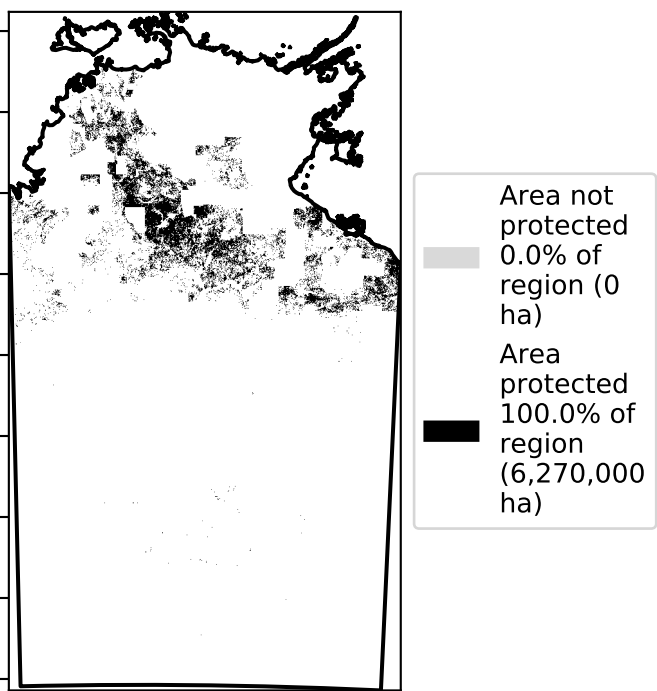 Area not
protected
0.0% of
region (0
ha)
Area
protected
100.0% of
region
(6,270,000
ha)